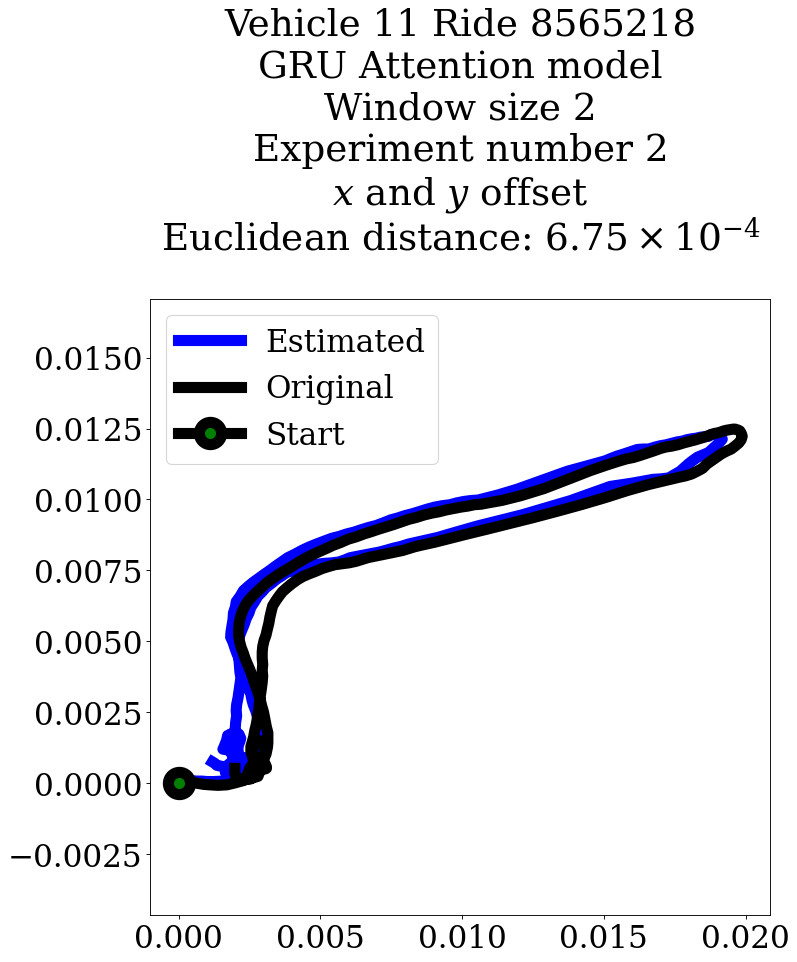 Vehicle 11 Ride 8565218
GRU Attention model
Window size 2
Experiment number 2
x and y offset
Euclidean distance: 6.75 × 10⁻⁴
Estimated
Original
Start
0.0150
0.0125
0.0100
0.0075
0.0050
0.0025
0.0000
−0.0025
0.000 0.005 0.010 0.015 0.020